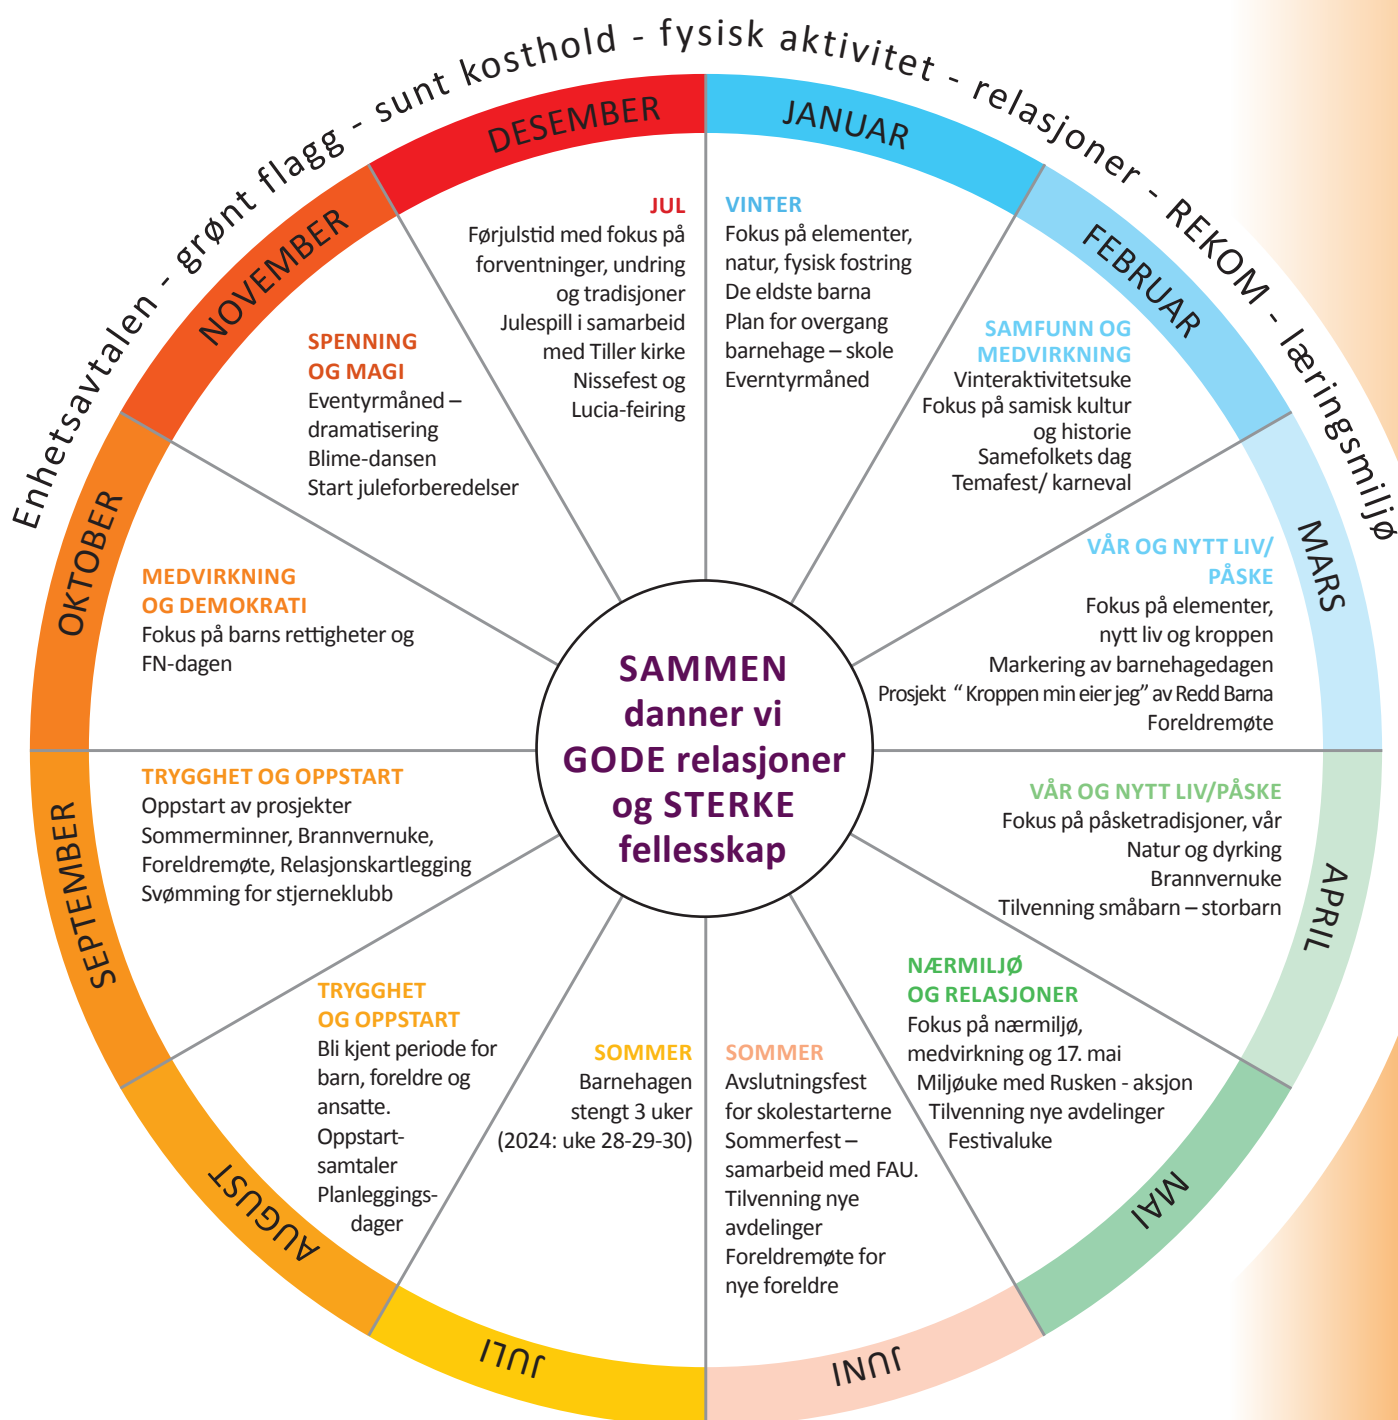 Enhetsavtalen - grønt flagg - sunt kosthold - fysisk aktivitet - relasjoner - REKOM - læringsmiljø
JANUAR
VINTER
Fokus på elementer,
natur, fysisk fostring
De eldste barna
Plan for overgang
barnehage – skole
Everntyrmåned
FEBRUAR
SAMFUNN OG
MEDVIRKNING
Vinteraktivitetsuke
Fokus på samisk kultur
og historie
Samefolkets dag
Temafest/ karneval
MARS
VÅR OG NYTT LIV/
PÅSKE
Fokus på elementer,
nytt liv og kroppen
Markering av barnehagedagen
Prosjekt “ Kroppen min eier jeg” av Redd Barna
Foreldremøte
APRIL
VÅR OG NYTT LIV/PÅSKE
Fokus på påsketradisjoner, vår
Natur og dyrking
Brannvernuke
Tilvenning småbarn – storbarn
MAI
NÆRMILJØ
OG RELASJONER
Fokus på nærmiljø,
medvirkning og 17. mai
Miljøuke med Rusken - aksjon
Tilvenning nye avdelinger
Festivaluke
JUNI
SOMMER
Avslutningsfest
for skolestarterne
Sommerfest –
samarbeid med FAU.
Tilvenning nye
avdelinger
Foreldremøte for
nye foreldre
JULI
SOMMER
Barnehagen
stengt 3 uker
(2024: uke 28-29-30)
AUGUST
TRYGGHET
OG OPPSTART
Bli kjent periode for
barn, foreldre og
ansatte.
Oppstart-
samtaler
Planleggings-
dager
SEPTEMBER
TRYGGHET OG OPPSTART
Oppstart av prosjekter
Sommerminner, Brannvernuke,
Foreldremøte, Relasjonskartlegging
Svømming for stjerneklubb
OKTOBER
MEDVIRKNING
OG DEMOKRATI
Fokus på barns rettigheter og
FN-dagen
NOVEMBER
SPENNING
OG MAGI
Eventyrmåned –
dramatisering
Blime-dansen
Start juleforberedelser
DESEMBER
JUL
Førjulstid med fokus på
forventninger, undring
og tradisjoner
Julespill i samarbeid
med Tiller kirke
Nissefest og
Lucia-feiring
SAMMEN
danner vi
GODE relasjoner
og STERKE
fellesskap